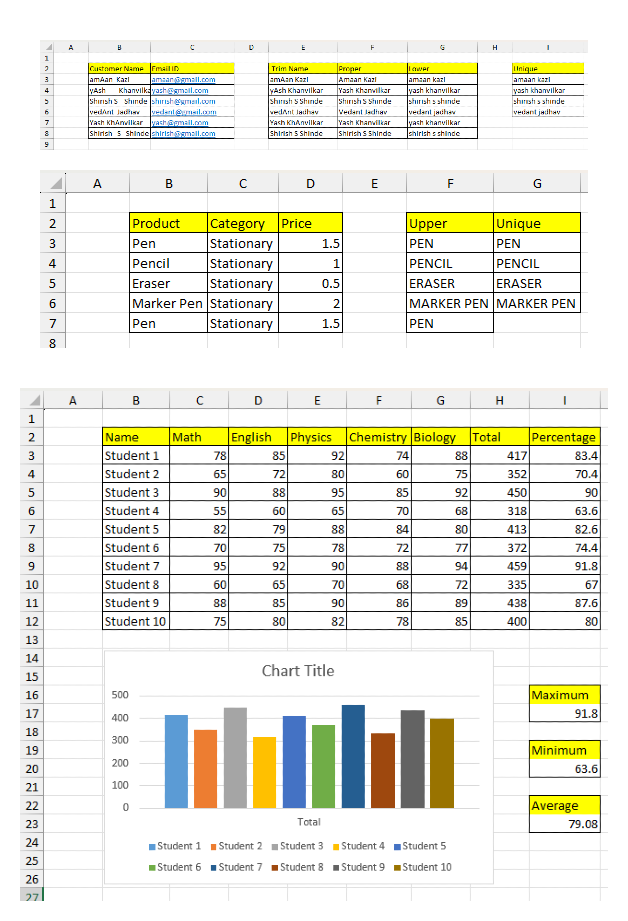 A B C D E F G H I
1
2 Customer Name Email ID Trim Name Proper Lower Unique
3 amAan Kazi amaan@gmail.com amAan Kazi Amaan Kazi amaan kazi amaan kazi
4 yAsh Khanvilka yash@gmail.com yAsh Khanvilkar Yash Khanvilkar yash khanvilkar yash khanvilkar
5 Shirish S Shinde shirish@gmail.com Shirish S Shinde Shirish S Shinde shirish s shinde shirish s shinde
6 vedAnt Jadhav vedant@gmail.com vedAnt Jadhav Vedant Jadhav vedant jadhav vedant jadhav
7 Yash KhAnvilkar yash@gmail.com Yash KhAnvilkar Yash Khanvilkar yash khanvilkar
8 Shirish S Shinde shirish@gmail.com Shirish S Shinde Shirish S Shinde shirish s shinde
9
A B C D E F G
1
2 Product Category Price Upper Unique
3 Pen Stationary 1.5 PEN PEN
4 Pencil Stationary 1 PENCIL PENCIL
5 Eraser Stationary 0.5 ERASER ERASER
6 Marker Pen Stationary 2 MARKER PEN MARKER PEN
7 Pen Stationary 1.5 PEN
8
A B C D E F G H I
1
2 Name Math English Physics Chemistry Biology Total Percentage
3 Student 1 78 85 92 74 88 417 83.4
4 Student 2 65 72 80 60 75 352 70.4
5 Student 3 90 88 95 85 92 450 90
6 Student 4 55 60 65 70 68 318 63.6
7 Student 5 82 79 88 84 80 413 82.6
8 Student 6 70 75 78 72 77 372 74.4
9 Student 7 95 92 90 88 94 459 91.8
10 Student 8 60 65 70 68 72 335 67
11 Student 9 88 85 90 86 89 438 87.6
12 Student 10 75 80 82 78 85 400 80
13
14 Chart Title
15
16 500 Maximum
17 400 91.8
18 300
19 200 Minimum
20 100 63.6
21 0
22 Total Average
23 79.08
24 Student 1 Student 2 Student 3 Student 4 Student 5
25 Student 6 Student 7 Student 8 Student 9 Student 10
26
27